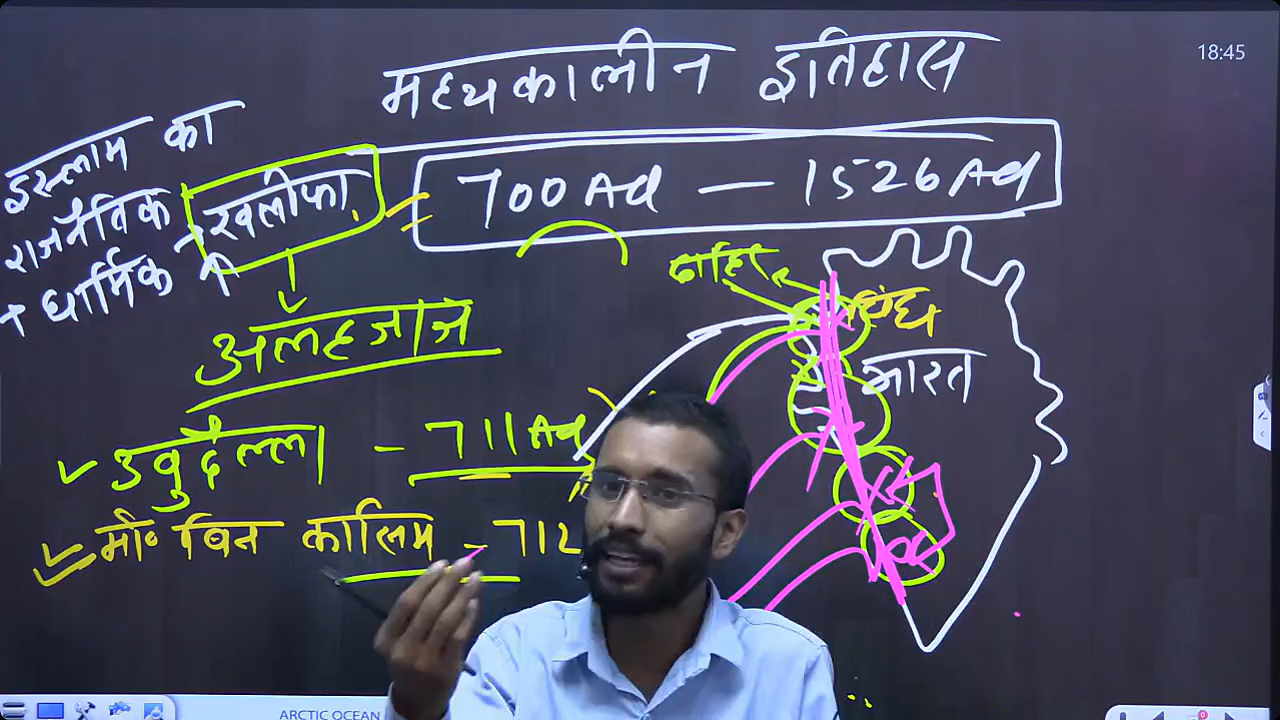 मध्यकालीन इतिहास
18:45
700 AD — 1526 AD
इस्लाम का
राजनैतिक
+ धार्मिक
खलीफा
अलहजाज
दाहिर
सिंध
भारत
उबुदैल्ला - 711 AD
मो० बिन कासिम - 712
ARCTIC OCEAN